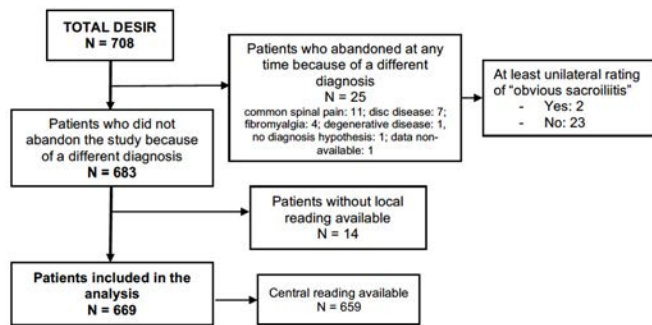 TOTAL DESIR
N = 708
Patients who abandoned at any
time because of a different
diagnosis
N = 25
common spinal pain: 11; disc disease: 7;
fibromyalgia: 4; degenerative disease: 1,
no diagnosis hypothesis: 1; data non-
available: 1
At least unilateral rating
of "obvious sacroiliitis"
- Yes: 2
- No: 23
Patients who did not
abandon the study because
of a different diagnosis
N = 683
Patients without local
reading available
N = 14
Patients included in the
analysis
N = 669
Central reading available
N = 659